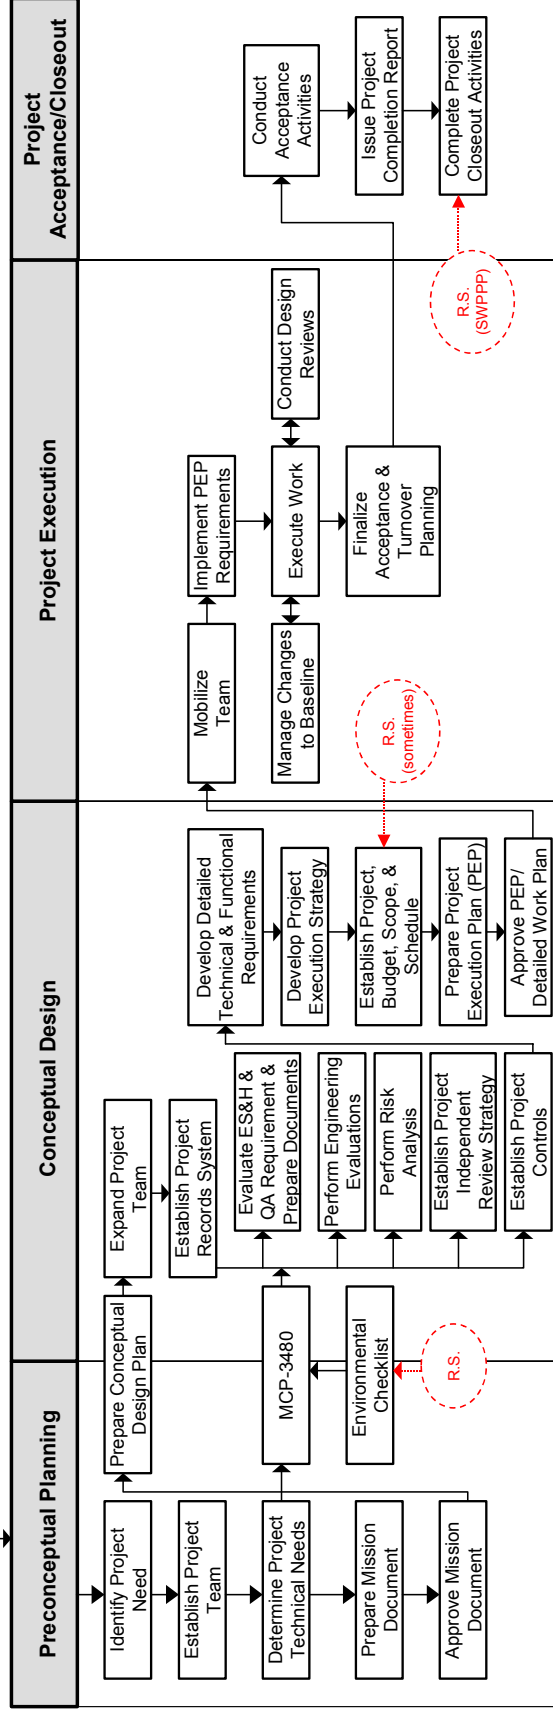 Preconceptual Planning
Conceptual Design
Project Execution
Project
Acceptance/Closeout
Identify Project
Need
Establish Project
Team
Determine Project
Technical Needs
Prepare Mission
Document
Approve Mission
Document
Prepare Conceptual
Design Plan
MCP-3480
Environmental
Checklist
R.S.
Expand Project
Team
Establish Project
Records System
Evaluate ES&H &
QA Requirement &
Prepare Documents
Perform Engineering
Evaluations
Perform Risk
Analysis
Establish Project
Independent
Review Strategy
Establish Project
Controls
Develop Detailed
Technical & Functional
Requirements
Develop Project
Execution Strategy
Establish Project,
Budget, Scope, &
Schedule
Prepare Project
Execution Plan (PEP)
Approve PEP/
Detailed Work Plan
R.S.
(sometimes)
Mobilize
Team
Implement PEP
Requirements
Manage Changes
to Baseline
Execute Work
Conduct Design
Reviews
Finalize
Acceptance &
Turnover
Planning
Conduct
Acceptance
Activities
Issue Project
Completion Report
Complete Project
Closeout Activities
R.S.
(SWPPP)